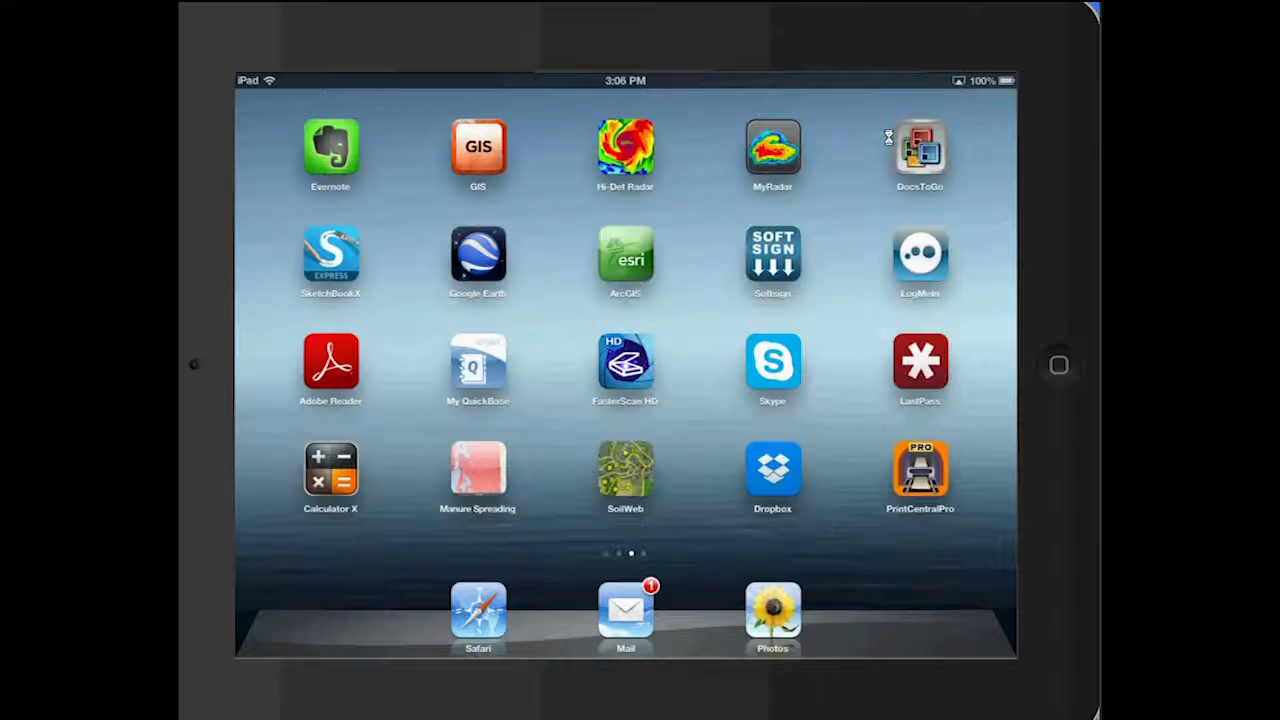 iPad 3:06 PM 100%
GIS
Evernote GIS Hi-Def Radar MyRadar DocsToGo
S EXPRESS esri SOFT SIGN
SketchBookX Google Earth ArcGIS Softsign LogMeIn
Q HD S
Adobe Reader My QuickBase FasterScan HD Skype LastPass
PRO
Calculator X Manure Spreading SoilWeb Dropbox PrintCentralPro
1
Safari Mail Photos